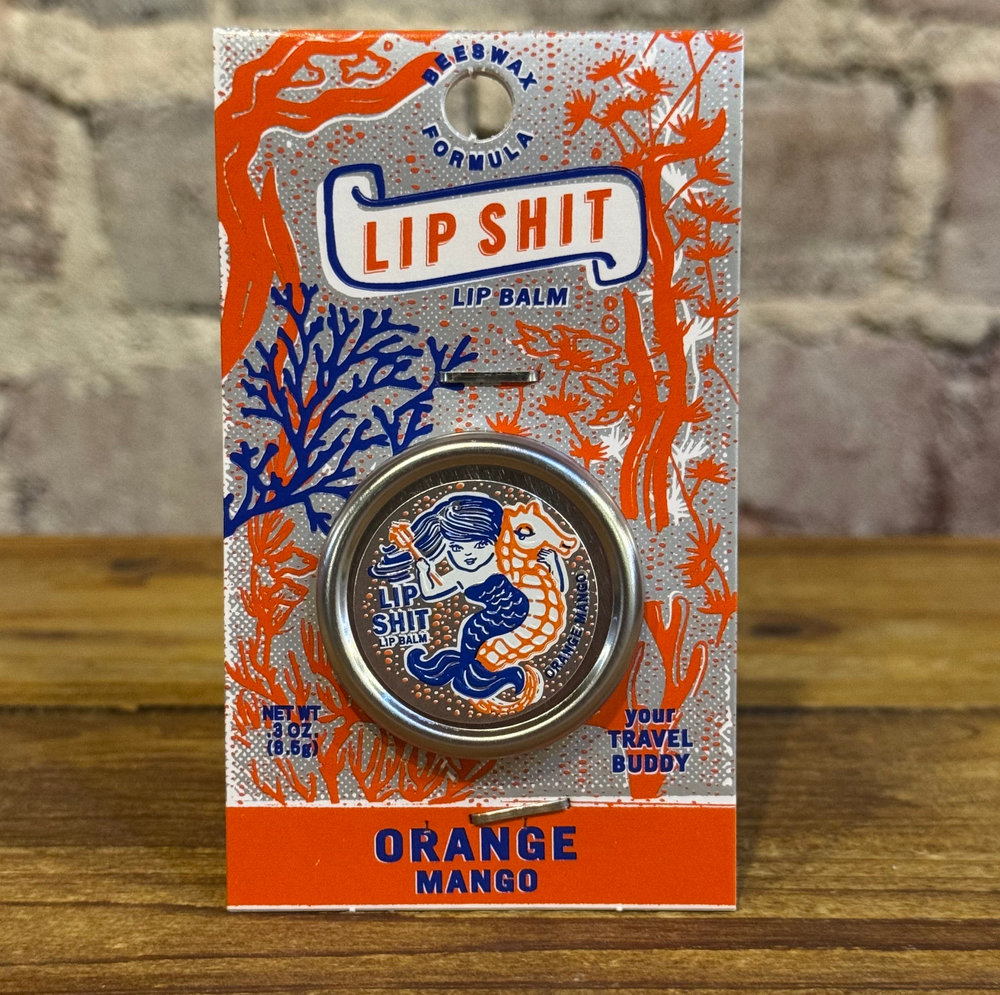 BEESWAX
FORMULA
LIP SHIT
LIP BALM
LIP
SHIT
LIP BALM
ORANGE MANGO
NET WT
.3 OZ.
(8.5g)
your
TRAVEL
BUDDY
ORANGE
MANGO